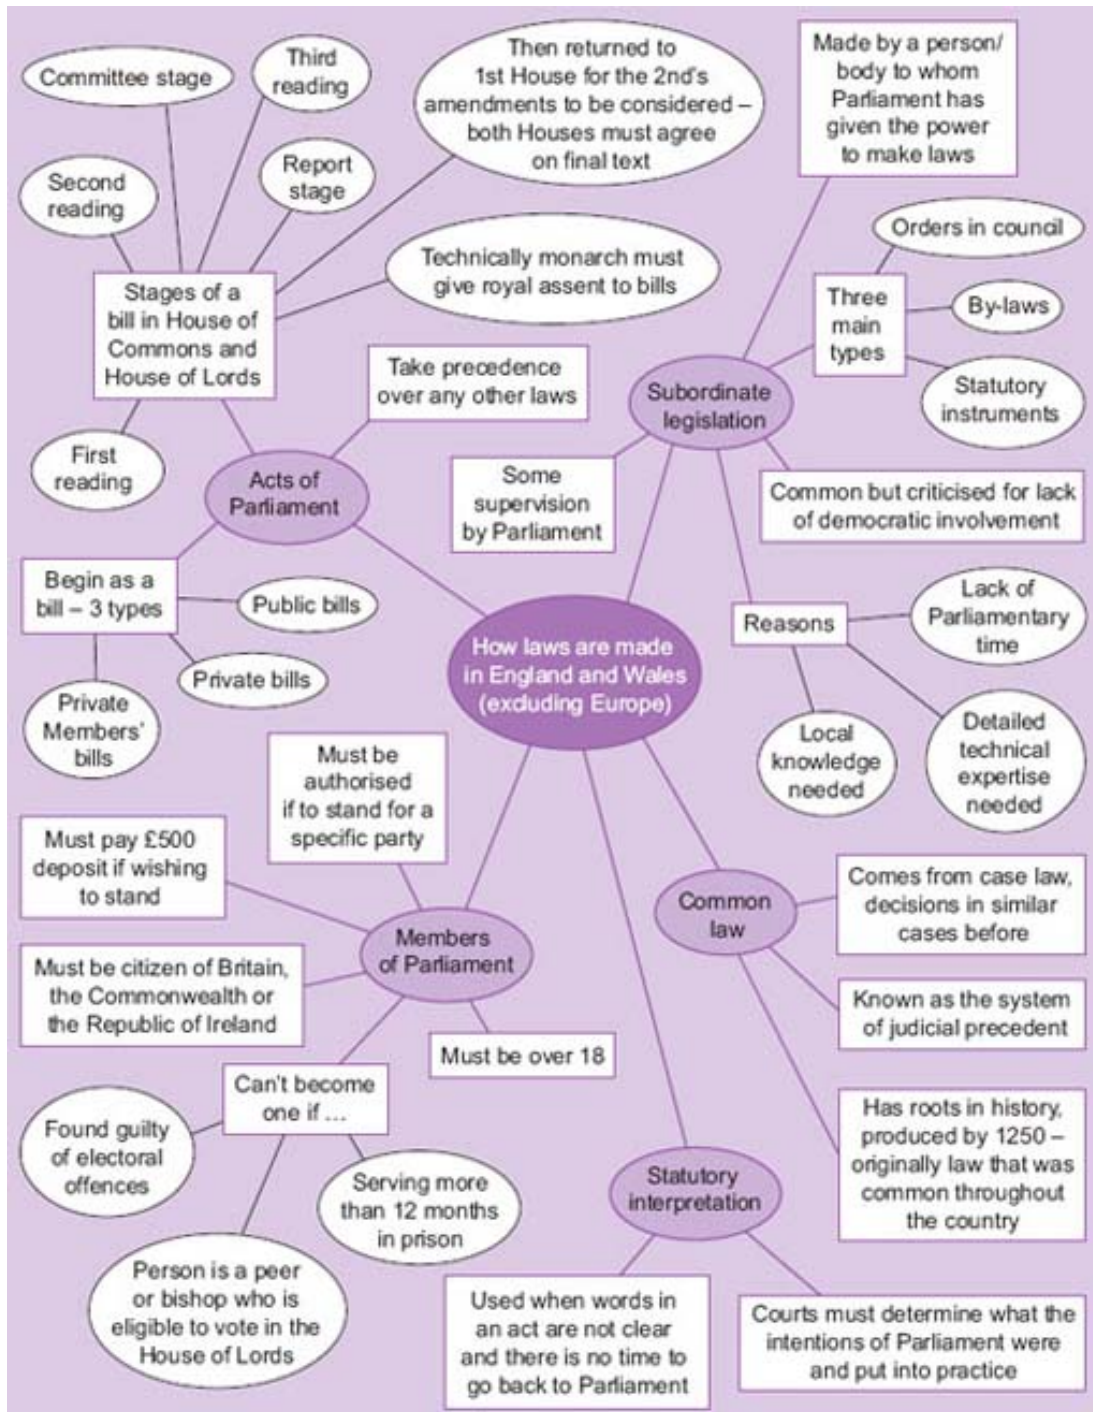 Committee stage
Third
reading
Then returned to
1st House for the 2nd's
amendments to be considered –
both Houses must agree
on final text
Made by a person/
body to whom
Parliament has
given the power
to make laws
Second
reading
Report
stage
Orders in council
Technically monarch must
give royal assent to bills
Stages of a
bill in House of
Commons and
House of Lords
Three
main
types
By-laws
Take precedence
over any other laws
Subordinate
legislation
Statutory
instruments
First
reading
Acts of
Parliament
Some
supervision
by Parliament
Common but criticised for lack
of democratic involvement
Begin as a
bill – 3 types
Public bills
Private bills
Private
Members'
bills
How laws are made
in England and Wales
(excluding Europe)
Reasons
Lack of
Parliamentary
time
Local
knowledge
needed
Detailed
technical
expertise
needed
Must be
authorised
if to stand for a
specific party
Must pay £500
deposit if wishing
to stand
Members
of Parliament
Must be citizen of Britain,
the Commonwealth or
the Republic of Ireland
Must be over 18
Can't become
one if ...
Found guilty
of electoral
offences
Serving more
than 12 months
in prison
Person is a peer
or bishop who is
eligible to vote in the
House of Lords
Common
law
Comes from case law,
decisions in similar
cases before
Known as the system
of judicial precedent
Has roots in history,
produced by 1250 –
originally law that was
common throughout
the country
Statutory
interpretation
Used when words in
an act are not clear
and there is no time to
go back to Parliament
Courts must determine what the
intentions of Parliament were
and put into practice